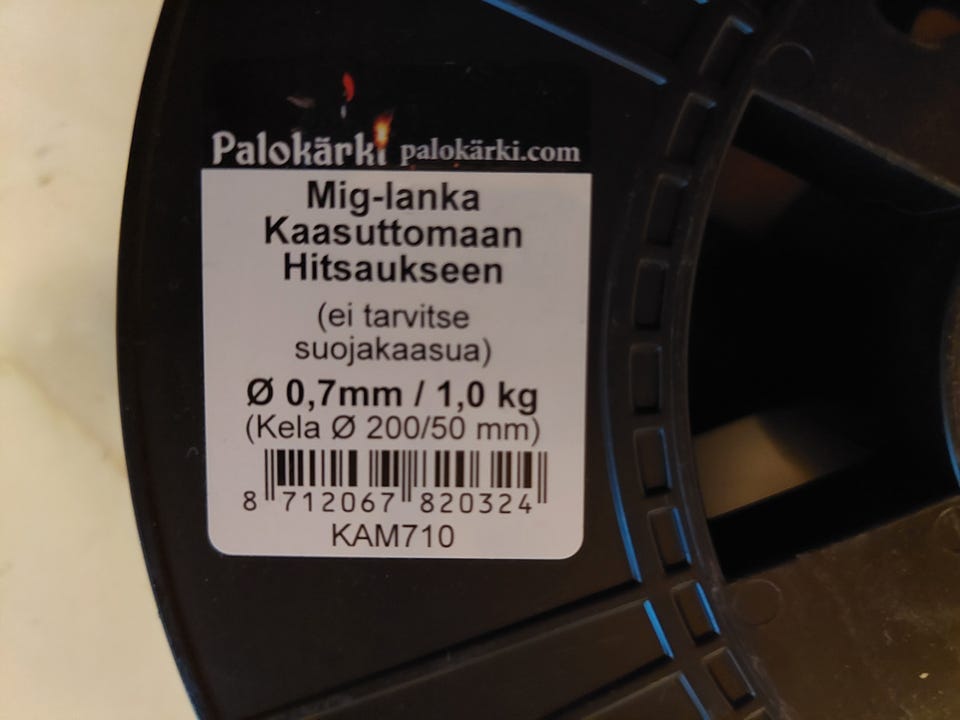 Palokärki palokärki.com
Mig-lanka
Kaasuttomaan
Hitsaukseen
(ei tarvitse
suojakaasua)
Ø 0,7mm / 1,0 kg
(Kela Ø 200/50 mm)
8 712067 820324
KAM710